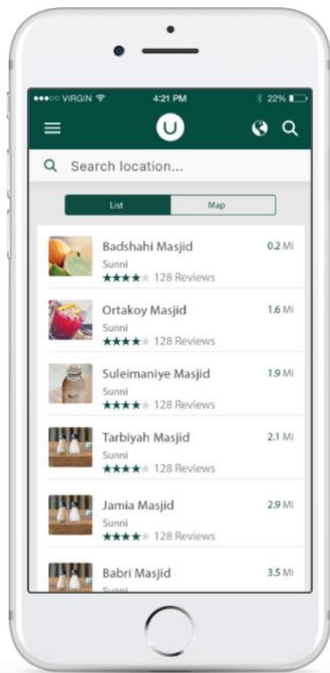 VIRGIN 4:21 PM 22%
U
Search location...
List Map
Badshahi Masjid 0.2 Mi
Sunni
128 Reviews
Ortakoy Masjid 1.6 Mi
Sunni
128 Reviews
Suleimaniye Masjid 1.9 Mi
Sunni
128 Reviews
Tarbiyah Masjid 2.1 Mi
Sunni
128 Reviews
Jamia Masjid 2.9 Mi
Sunni
128 Reviews
Babri Masjid 3.5 Mi
Sunni